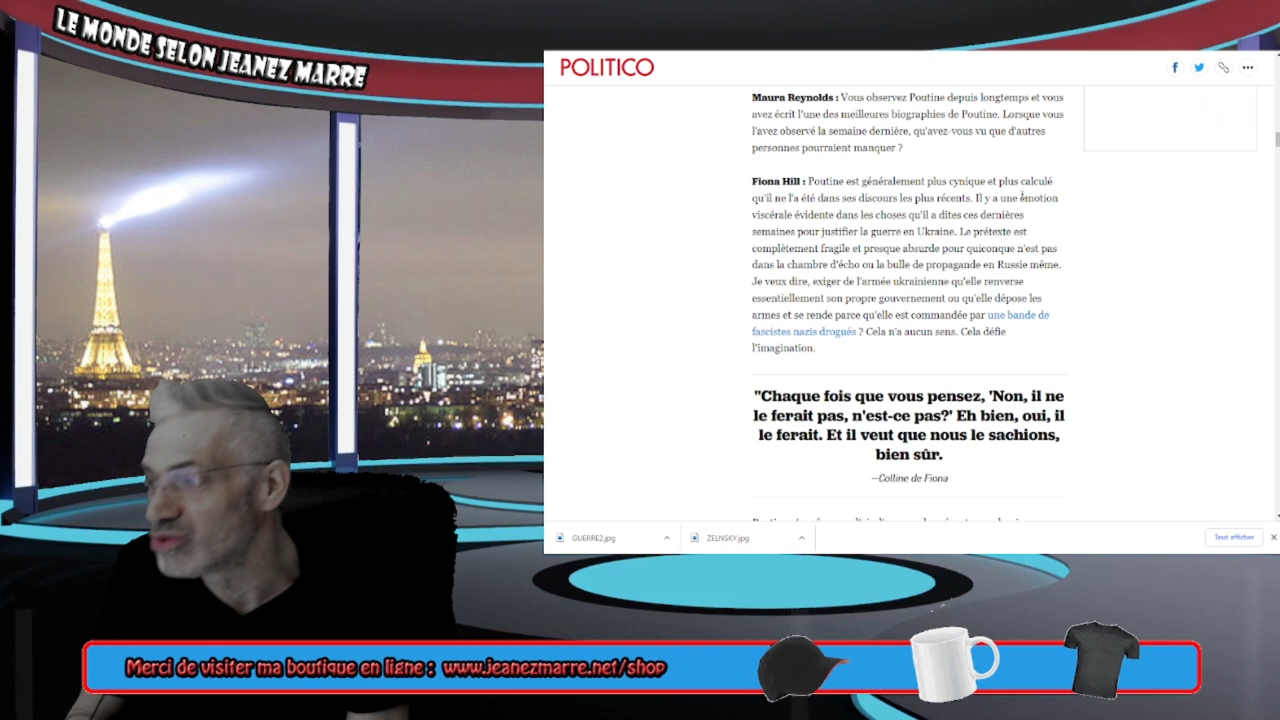 LE MONDE SELON JEANEZ MARRE
POLITICO
Maura Reynolds : Vous observez Poutine depuis longtemps et vous
avez écrit l'une des meilleures biographies de Poutine. Lorsque vous
l'avez observé la semaine dernière, qu'avez-vous vu que d'autres
personnes pourraient manquer ?
Fiona Hill : Poutine est généralement plus cynique et plus calculé
qu'il ne l'a été dans ses discours les plus récents. Il y a une émotion
viscérale évidente dans les choses qu'il a dites ces dernières
semaines pour justifier la guerre en Ukraine. Le prétexte est
complètement fragile et presque absurde pour quiconque n'est pas
dans la chambre d'écho ou la bulle de propagande en Russie même.
Je veux dire, exiger de l'armée ukrainienne qu'elle renverse
essentiellement son propre gouvernement ou qu'elle dépose les
armes et se rende parce qu'elle est commandée par une bande de
fascistes nazis drogués ? Cela n'a aucun sens. Cela défie
l'imagination.
"Chaque fois que vous pensez, 'Non, il ne
le ferait pas, n'est-ce pas?' Eh bien, oui, il
le ferait. Et il veut que nous le sachions,
bien sûr.
—Colline de Fiona
GUERRE2.jpg
ZELNSKY.jpg
Tout afficher
Merci de visiter ma boutique en ligne : www.jeanezmarre.net/shop